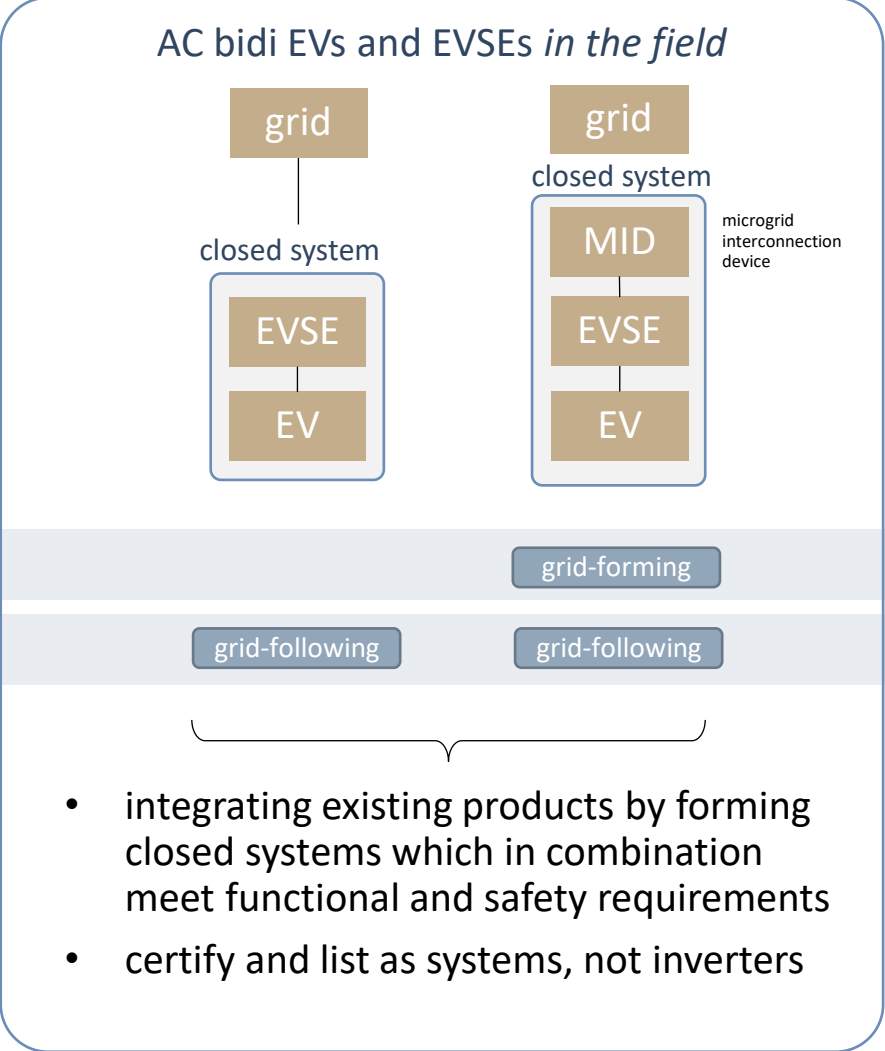 AC bidi EVs and EVSEs in the field
grid
closed system
EVSE
EV
grid
closed system
MID
microgrid
interconnection
device
EVSE
EV
grid-forming
grid-following
grid-following
• integrating existing products by forming
closed systems which in combination
meet functional and safety requirements
• certify and list as systems, not inverters